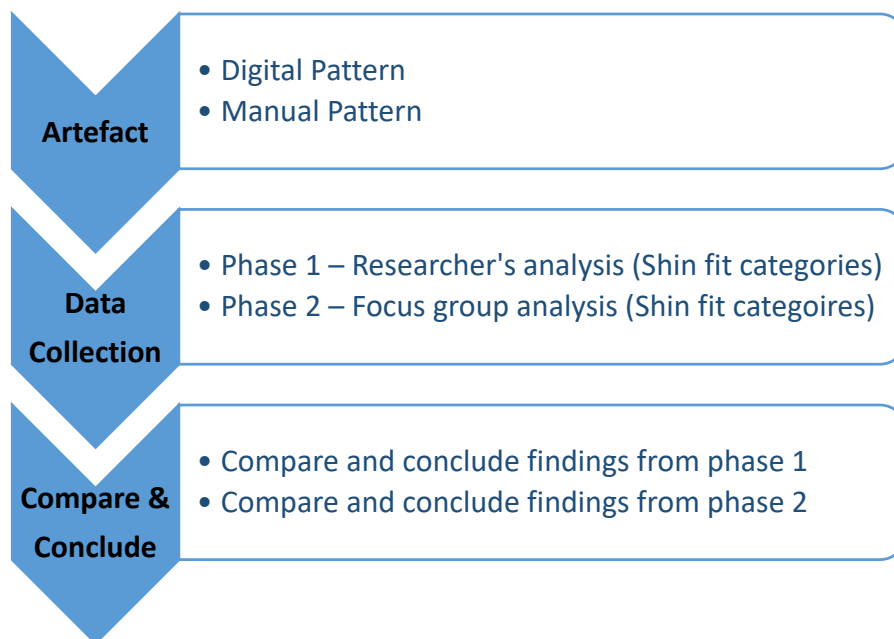 Artefact
• Digital Pattern
• Manual Pattern
Data
Collection
• Phase 1 – Researcher's analysis (Shin fit categories)
• Phase 2 – Focus group analysis (Shin fit categoires)
Compare &
Conclude
• Compare and conclude findings from phase 1
• Compare and conclude findings from phase 2